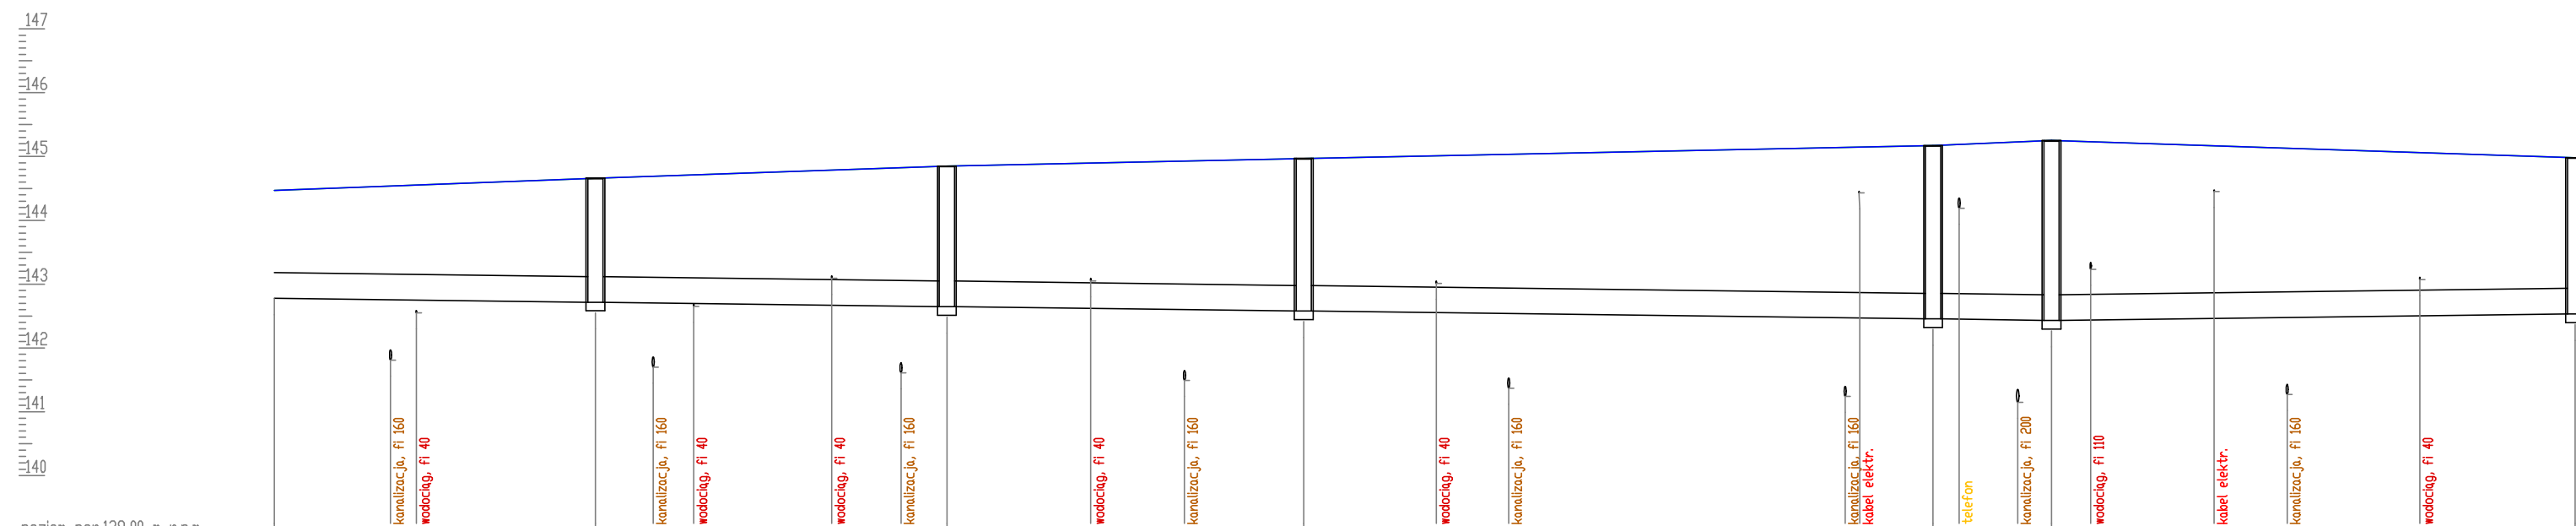 147
146
145
144
143
142
141
140
kanalizacja, fi 160
wodociąg, fi 40
kanalizacja, fi 160
wodociąg, fi 40
wodociąg, fi 40
kanalizacja, fi 160
wodociąg, fi 40
kanalizacja, fi 160
wodociąg, fi 40
kanalizacja, fi 160
kanalizacja, fi 160
kabel elektr.
telefon
kanalizacja, fi 200
wodociąg, fi 110
kabel elektr.
kanalizacja, fi 160
wodociąg, fi 40